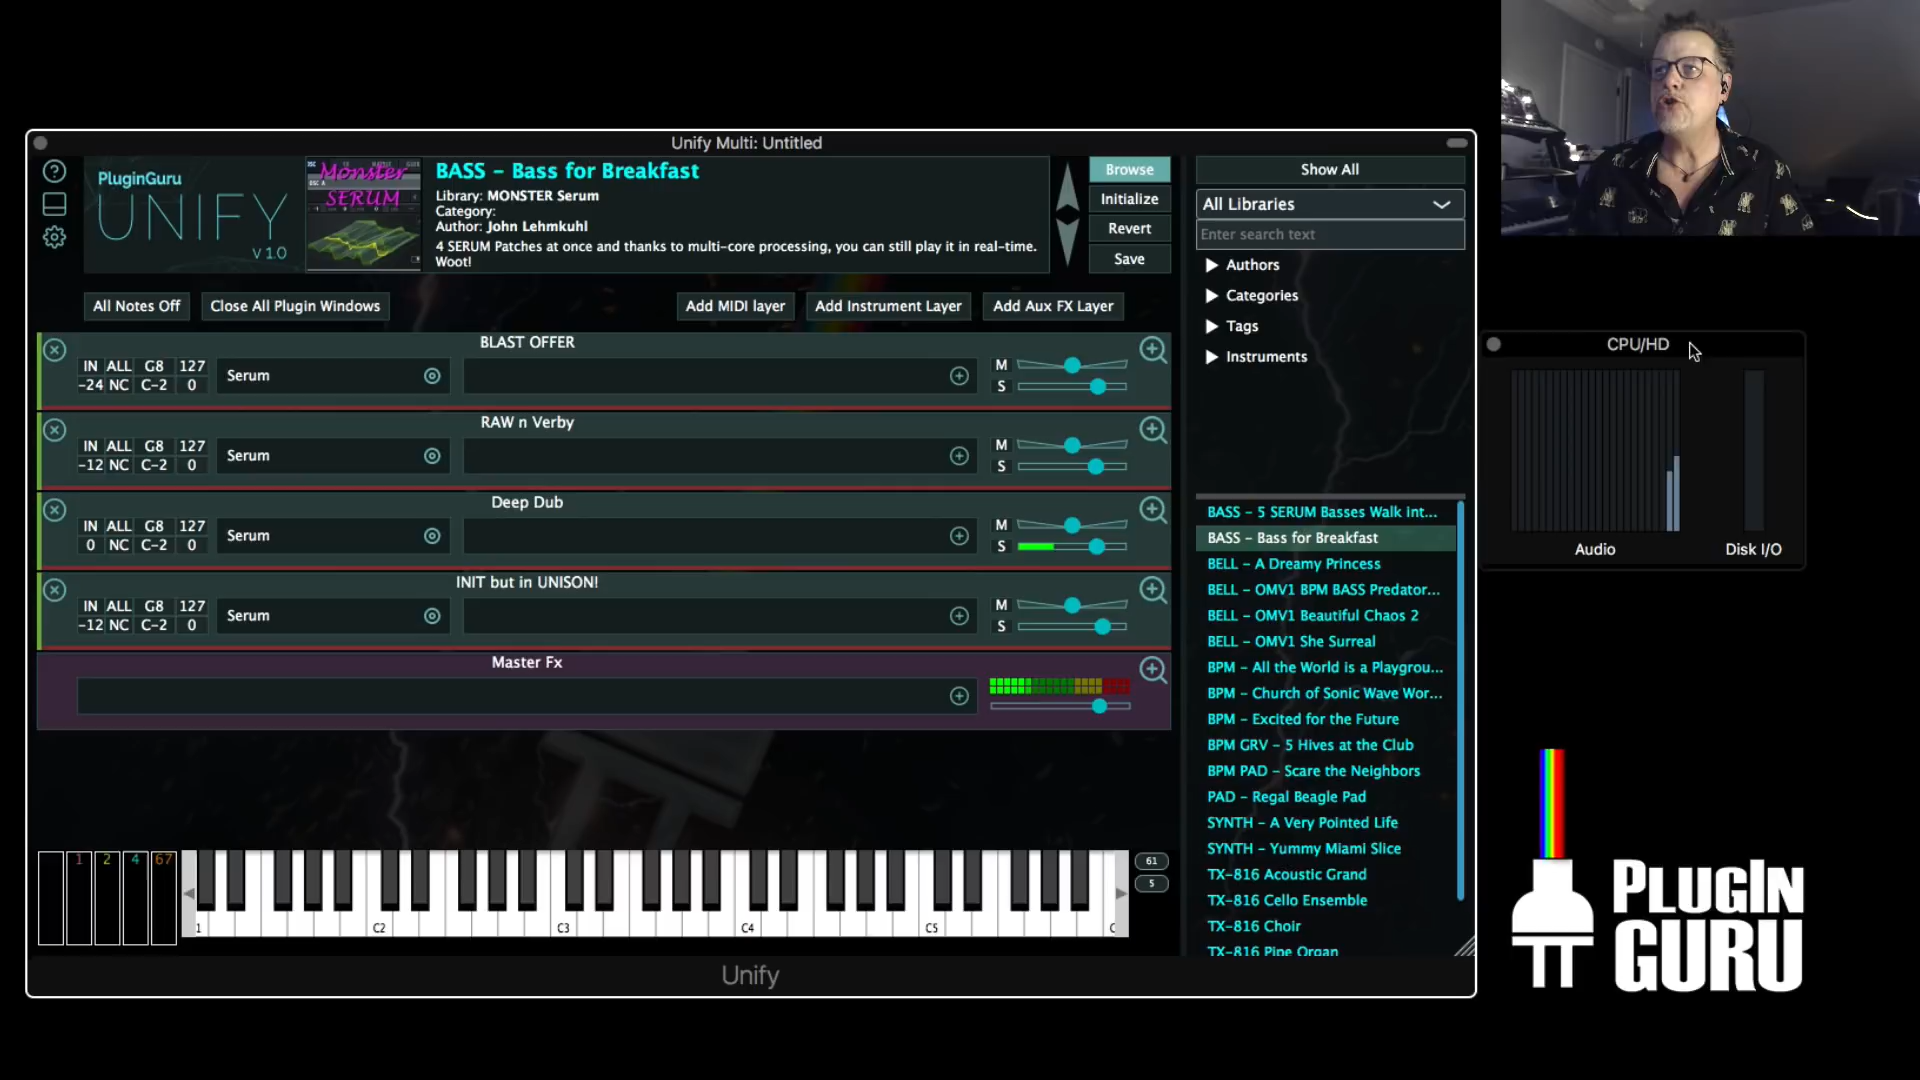 Unify Multi: Untitled
PluginGuru
UNIFY
v 1.0
Monster
SERUM
BASS – Bass for Breakfast
Library: MONSTER Serum
Category:
Author: John Lehmkuhl
4 SERUM Patches at once and thanks to multi-core processing, you can still play it in real-time.
Woot!
Browse
Initialize
Revert
Save
All Notes Off
Close All Plugin Windows
Add MIDI layer
Add Instrument Layer
Add Aux FX Layer
BLAST OFFER
IN ALL G8 127
-24 NC C-2 0
Serum
M
S
RAW n Verby
IN ALL G8 127
-12 NC C-2 0
Serum
M
S
Deep Dub
IN ALL G8 127
0 NC C-2 0
Serum
M
S
INIT but in UNISON!
IN ALL G8 127
-12 NC C-2 0
Serum
M
S
Master Fx
1 2 4 67
1 C2 C3 C4 C5 C
61
5
Unify
Show All
All Libraries
Enter search text
Authors
Categories
Tags
Instruments
BASS – 5 SERUM Basses Walk int...
BASS – Bass for Breakfast
BELL – A Dreamy Princess
BELL – OMV1 BPM BASS Predator...
BELL – OMV1 Beautiful Chaos 2
BELL – OMV1 She Surreal
BPM – All the World is a Playgrou...
BPM – Church of Sonic Wave Wor...
BPM – Excited for the Future
BPM GRV – 5 Hives at the Club
BPM PAD – Scare the Neighbors
PAD – Regal Beagle Pad
SYNTH – A Very Pointed Life
SYNTH – Yummy Miami Slice
TX-816 Acoustic Grand
TX-816 Cello Ensemble
TX-816 Choir
TX-816 Pipe Organ
CPU/HD
Audio
Disk I/O
PLUGIN
GURU